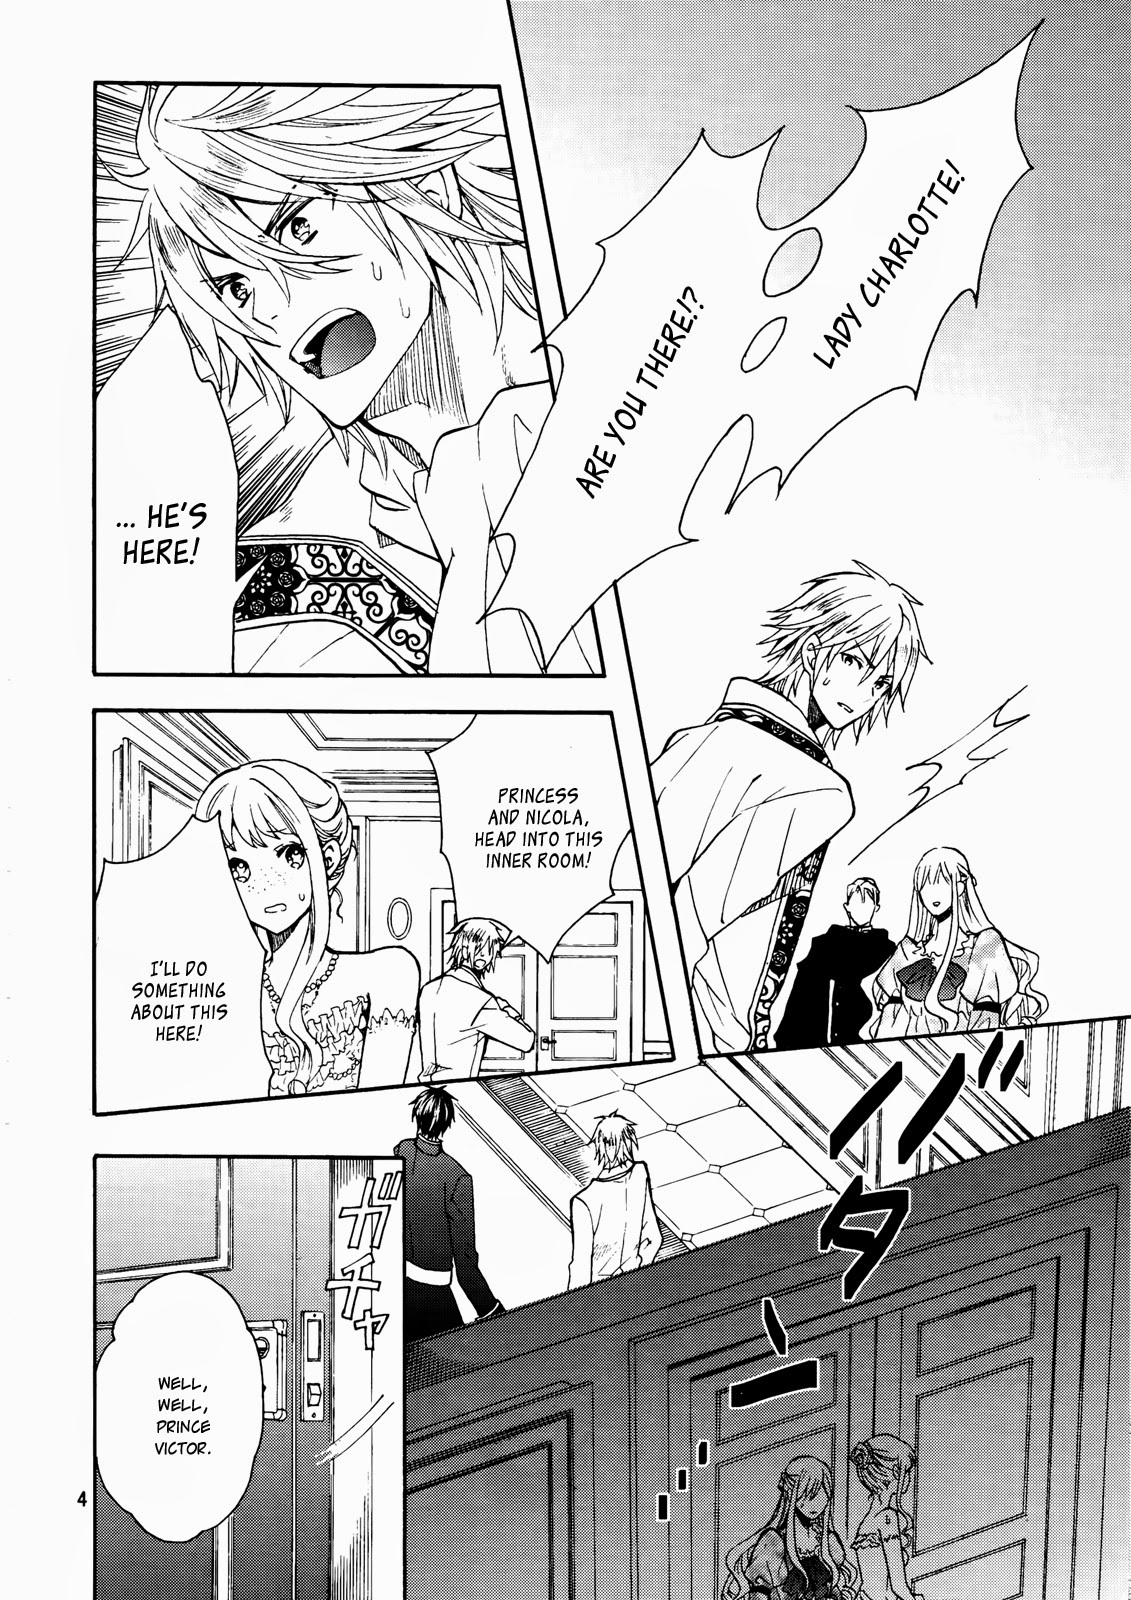 LADY CHARLOTTE!
ARE YOU THERE!?
... HE'S
HERE!
PRINCESS
AND NICOLA,
HEAD INTO THIS
INNER ROOM!
I'LL DO
SOMETHING
ABOUT THIS
HERE!
バターン
ガチャ
WELL,
WELL,
PRINCE
VICTOR.
4